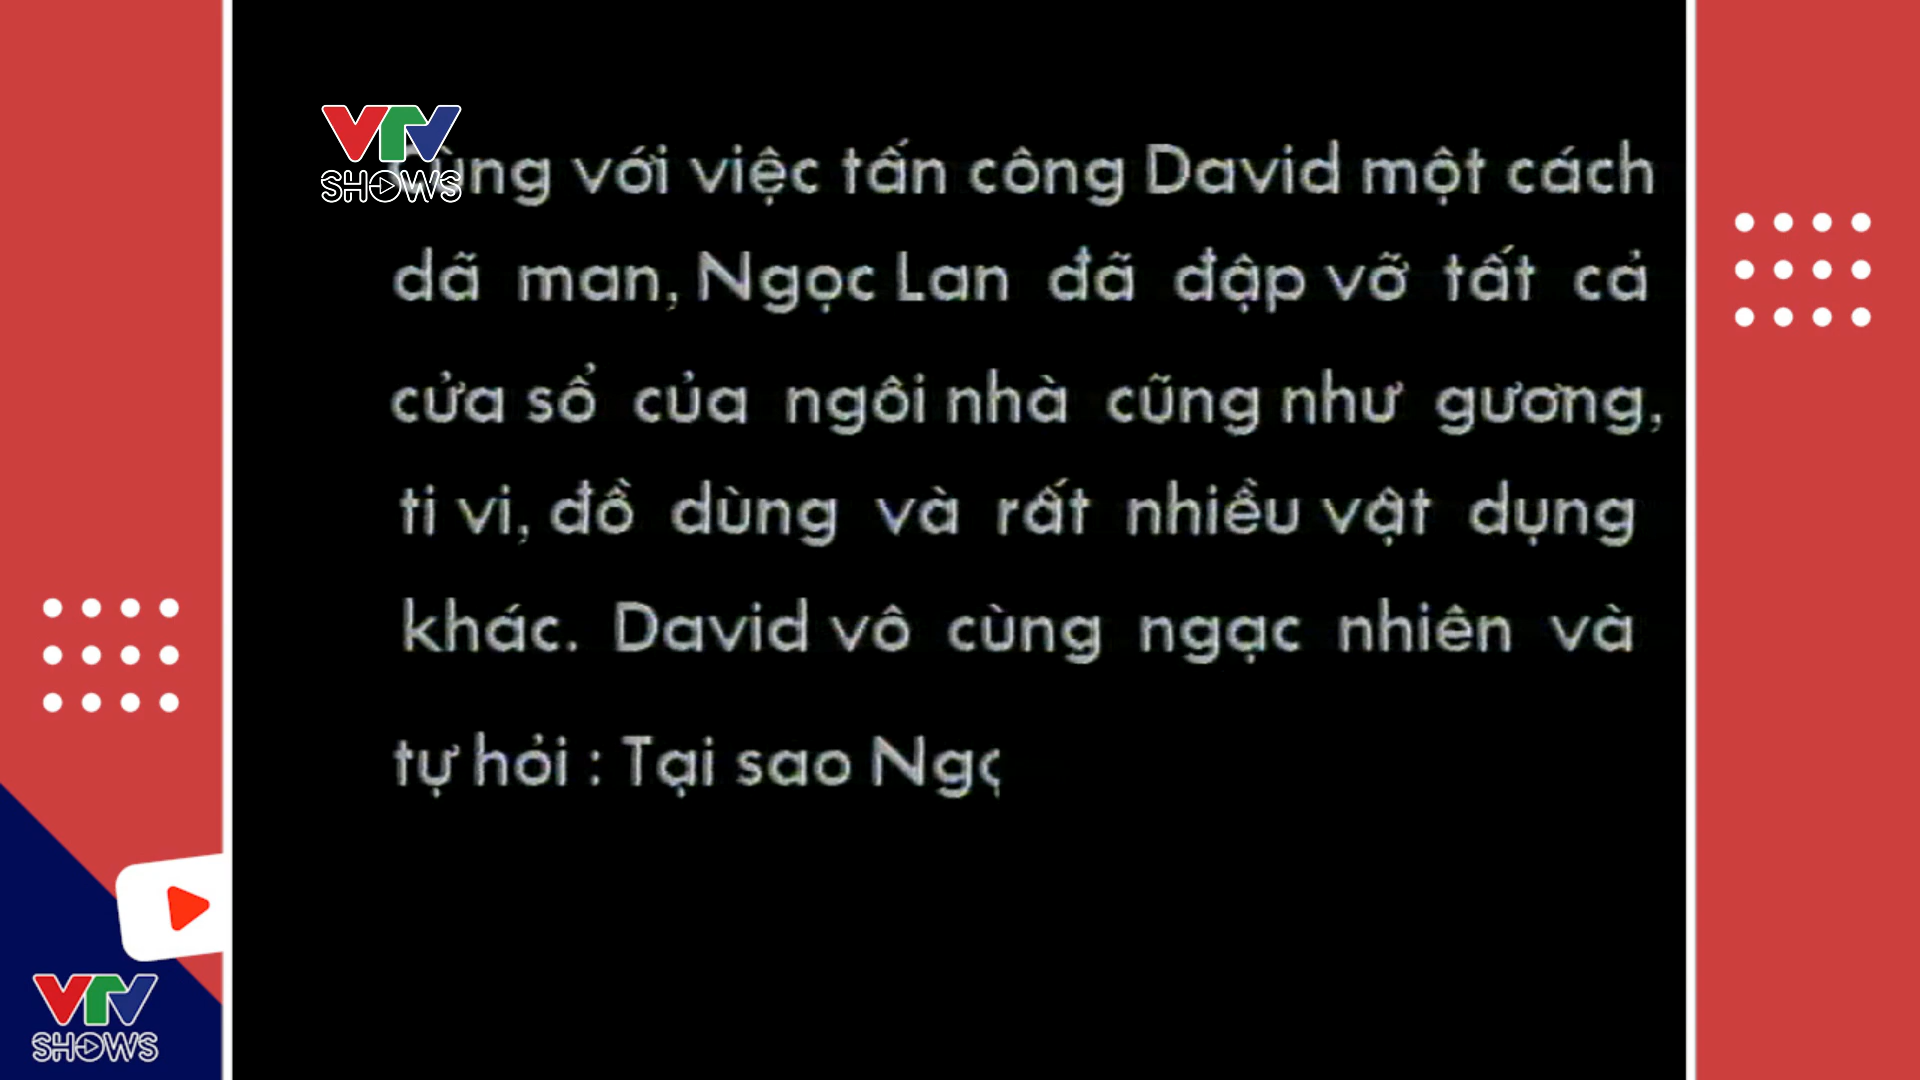 VTV
SHOWS
Cùng với việc tấn công David một cách
dã man, Ngọc Lan đã đập vỡ tất cả
cửa sổ của ngôi nhà cũng như gương,
ti vi, đồ dùng và rất nhiều vật dụng
khác. David vô cùng ngạc nhiên và
tự hỏi : Tại sao Ngọ
VTV
SHOWS